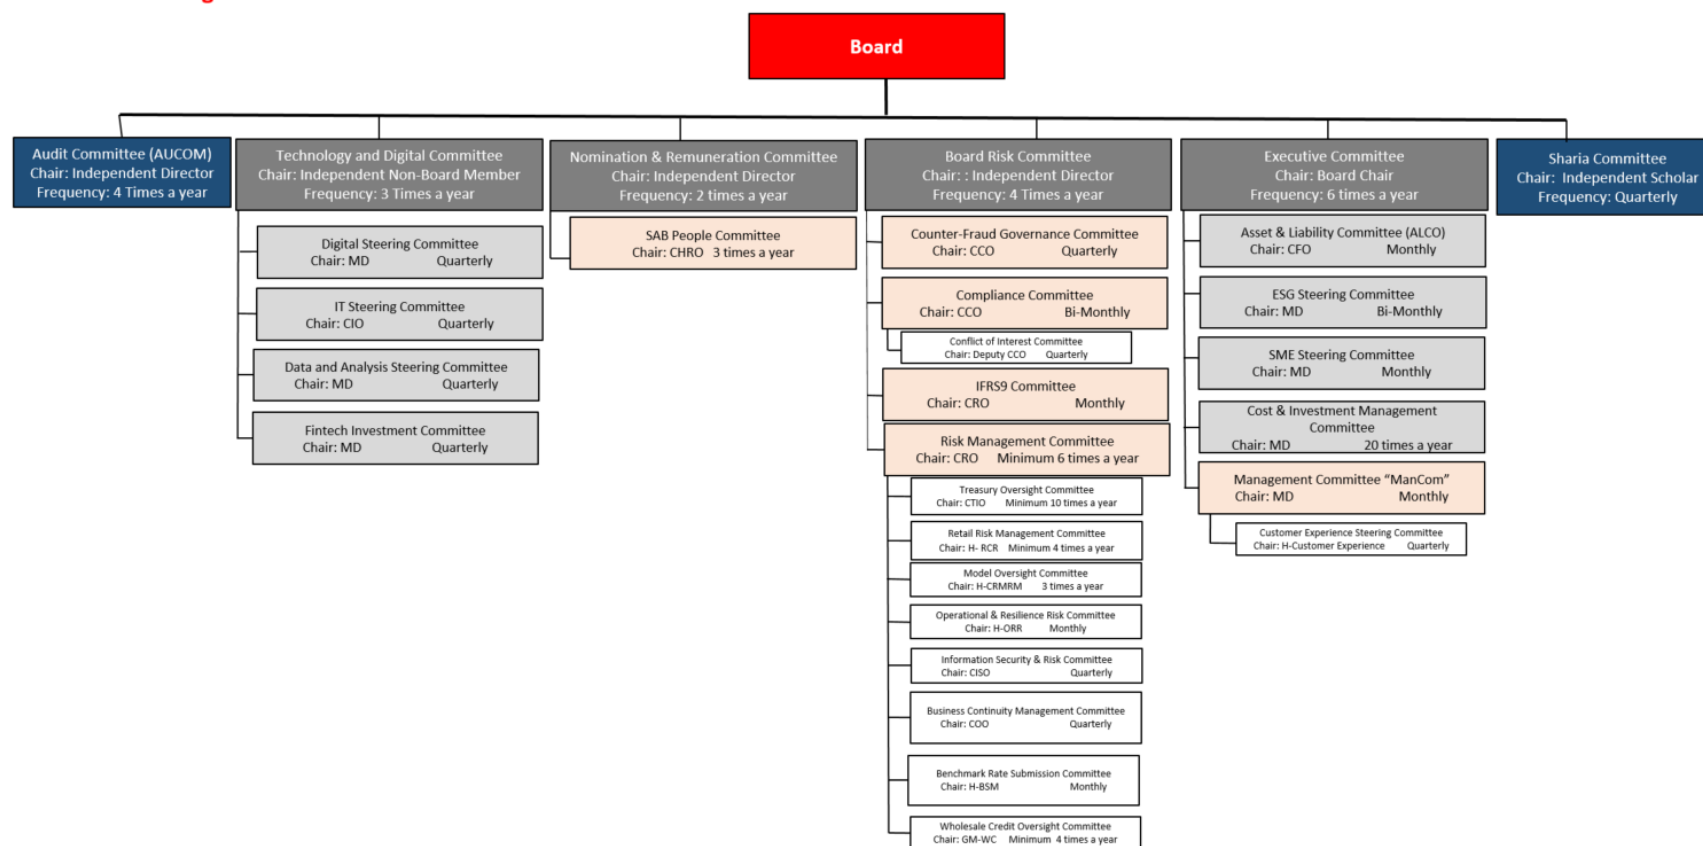 Board
Audit Committee (AUCOM)
Chair: Independent Director
Frequency: 4 Times a year
Technology and Digital Committee
Chair: Independent Non-Board Member
Frequency: 3 Times a year
Nomination & Remuneration Committee
Chair: Independent Director
Frequency: 2 times a year
Board Risk Committee
Chair: : Independent Director
Frequency: 4 Times a year
Executive Committee
Chair: Board Chair
Frequency: 6 times a year
Sharia Committee
Chair: Independent Scholar
Frequency: Quarterly
Digital Steering Committee
Chair: MD Quarterly
IT Steering Committee
Chair: CIO Quarterly
Data and Analysis Steering Committee
Chair: MD Quarterly
Fintech Investment Committee
Chair: MD Quarterly
SAB People Committee
Chair: CHRO 3 times a year
Counter-Fraud Governance Committee
Chair: CCO Quarterly
Compliance Committee
Chair: CCO Bi-Monthly
Conflict of Interest Committee
Chair: Deputy CCO Quarterly
IFRS9 Committee
Chair: CRO Monthly
Risk Management Committee
Chair: CRO Minimum 6 times a year
Treasury Oversight Committee
Chair: CTIO Minimum 10 times a year
Retail Risk Management Committee
Chair: H- RCR Minimum 4 times a year
Model Oversight Committee
Chair: H-CRMRM 3 times a year
Operational & Resilience Risk Committee
Chair: H-ORR Monthly
Information Security & Risk Committee
Chair: CISO Quarterly
Business Continuity Management Committee
Chair: COO Quarterly
Benchmark Rate Submission Committee
Chair: H-BSM Monthly
Wholesale Credit Oversight Committee
Chair: GM-WC Minimum 4 times a year
Asset & Liability Committee (ALCO)
Chair: CFO Monthly
ESG Steering Committee
Chair: MD Bi-Monthly
SME Steering Committee
Chair: MD Monthly
Cost & Investment Management
Committee
Chair: MD 20 times a year
Management Committee “ManCom”
Chair: MD Monthly
Customer Experience Steering Committee
Chair: H-Customer Experience Quarterly